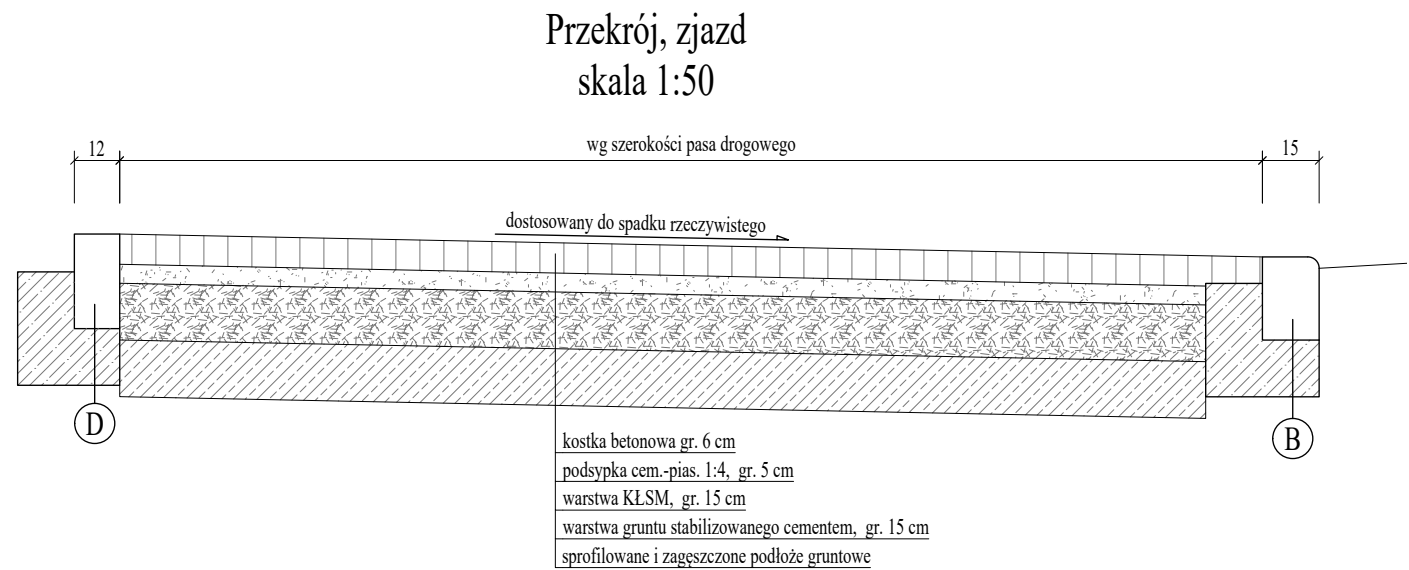 Przekrój, zjazd
skala 1:50
12
wg szerokości pasa drogowego
15
dostosowany do spadku rzeczywistego
D
B
kostka betonowa gr. 6 cm
podsypka cem.-pias. 1:4, gr. 5 cm
warstwa KŁSM, gr. 15 cm
warstwa gruntu stabilizowanego cementem, gr. 15 cm
sprofilowane i zagęszczone podłoże gruntowe